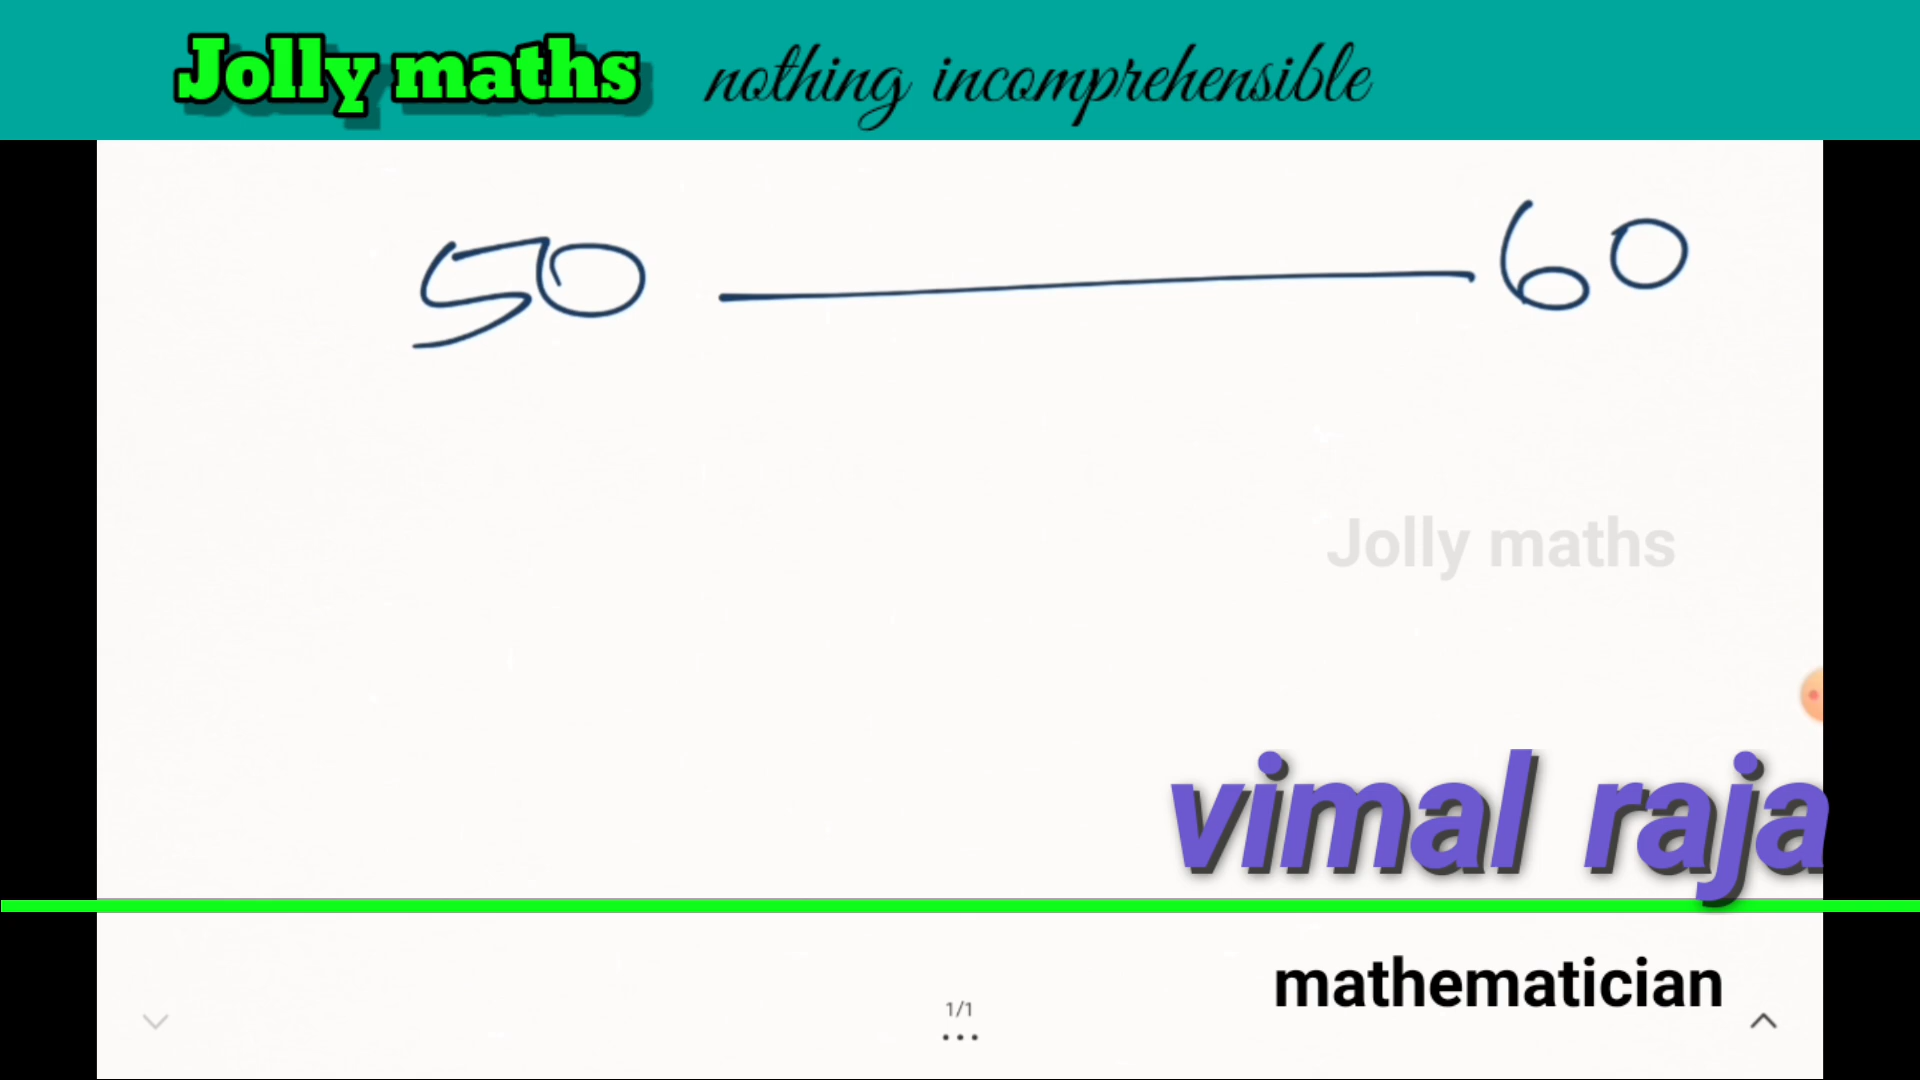 Jolly maths nothing incomprehensible
50 — 60
Jolly maths
vimal raja
mathematician
1/1